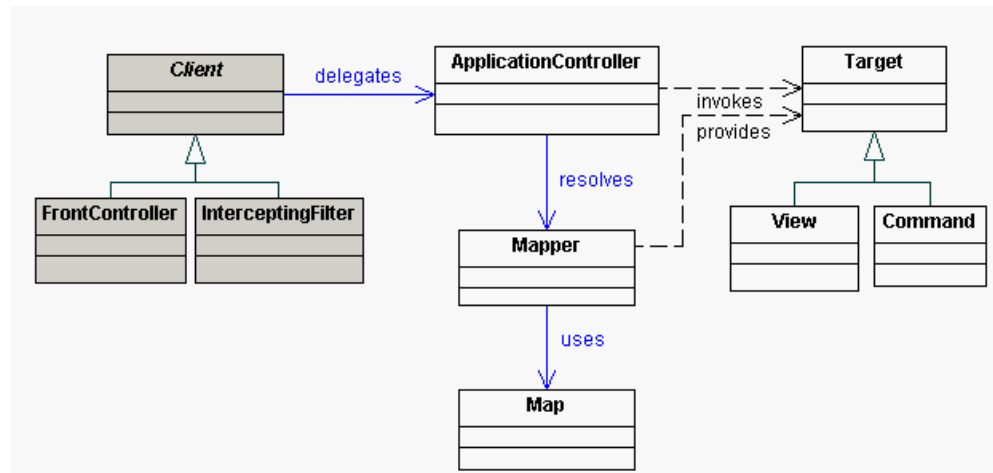 Client
delegates
ApplicationController
Target
invokes
provides
FrontController
InterceptingFilter
resolves
Mapper
View
Command
uses
Map